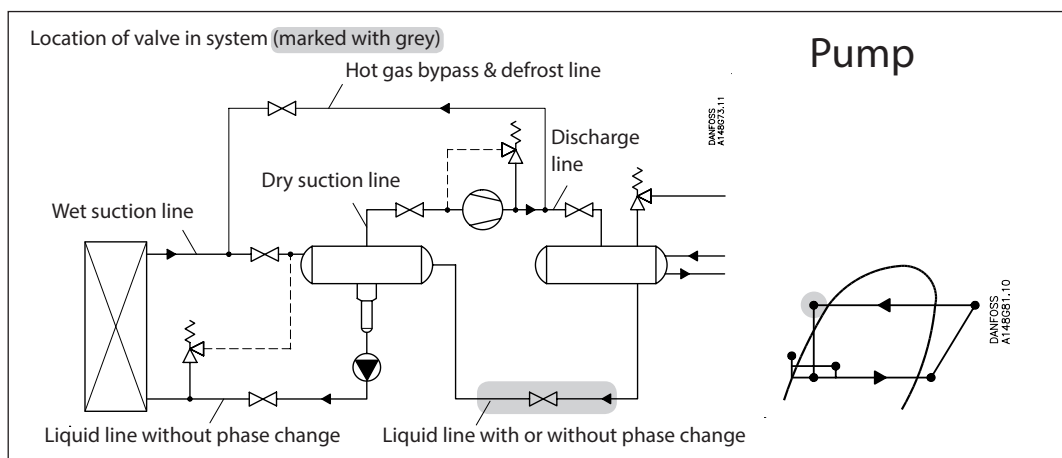 Location of valve in system (marked with grey)
Pump
Hot gas bypass & defrost line
DANFOSS
A148G73.11
Discharge
line
Dry suction line
Wet suction line
DANFOSS
A148G81.10
Liquid line without phase change
Liquid line with or without phase change